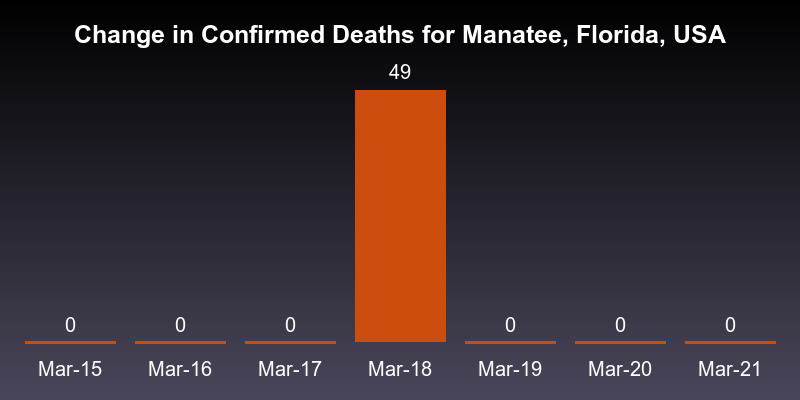 Change in Confirmed Deaths for Manatee, Florida, USA
49
0 0 0 0 0 0
Mar-15 Mar-16 Mar-17 Mar-18 Mar-19 Mar-20 Mar-21